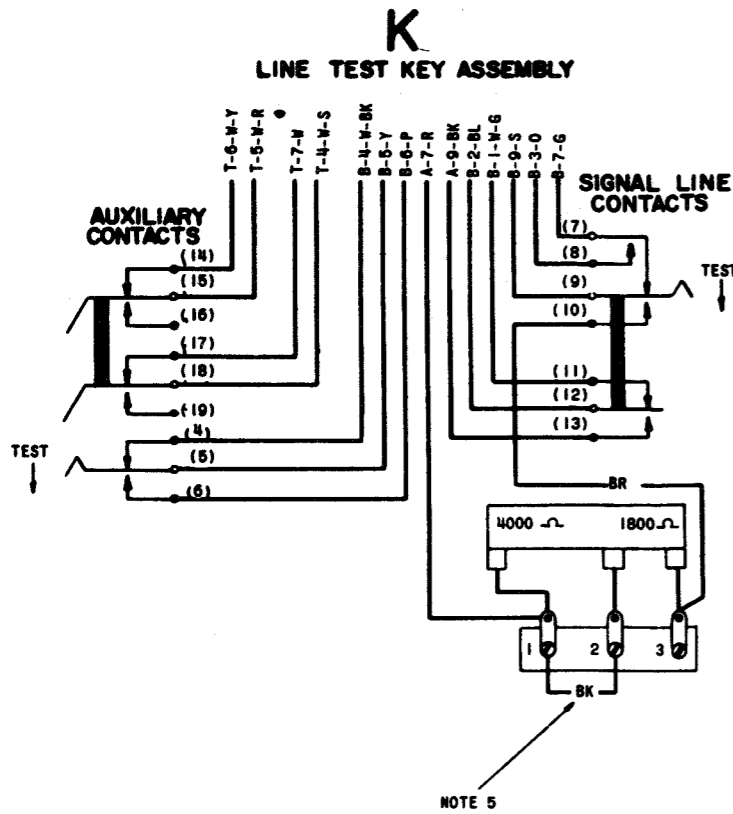 K
LINE TEST KEY ASSEMBLY
T-6-W-Y
T-5-W-R
T-7-W
T-4-W-S
B-4-W-BK
B-5-Y
B-6-P
A-7-R
A-9-BK
B-2-BL
B-1-W-G
B-9-S
B-3-O
B-7-G
AUXILIARY
CONTACTS
SIGNAL LINE
CONTACTS
(14)
(15)
(16)
(17)
(18)
(19)
(4)
(5)
(6)
TEST
(7)
(8)
(9)
(10)
(11)
(12)
(13)
TEST
BR
4000 Ω 1800 Ω
1 2 3
BK
NOTE 5